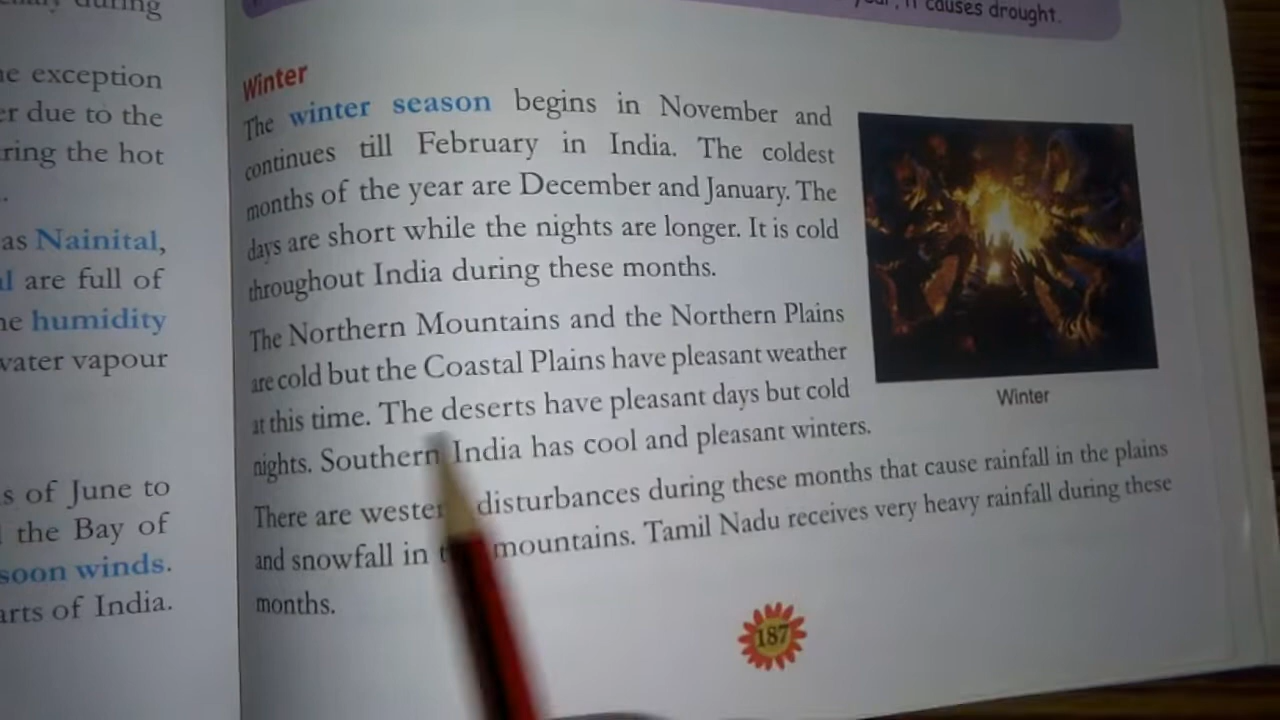 during
e exception
er due to the
ring the hot
as Nainital,
l are full of
he humidity
water vapour
s of June to
the Bay of
soon winds.
arts of India.
causes drought.
Winter
The winter season begins in November and
continues till February in India. The coldest
months of the year are December and January. The
days are short while the nights are longer. It is cold
throughout India during these months.
The Northern Mountains and the Northern Plains
are cold but the Coastal Plains have pleasant weather
at this time. The deserts have pleasant days but cold
nights. Southern India has cool and pleasant winters.
There are wester disturbances during these months that cause rainfall in the plains
and snowfall in t mountains. Tamil Nadu receives very heavy rainfall during these
months.
Winter
187